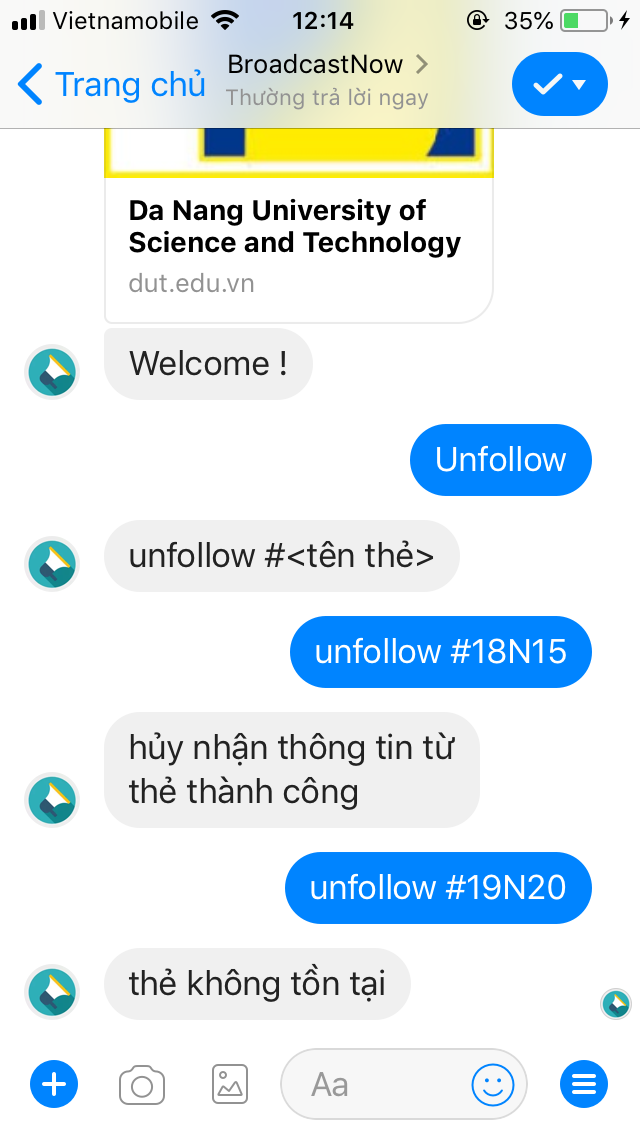 Vietnamobile 12:14 35%
Trang chủ
BroadcastNow
Thường trả lời ngay
Da Nang University of
Science and Technology
dut.edu.vn
Welcome !
Unfollow
unfollow #<tên thẻ>
unfollow #18N15
hủy nhận thông tin từ
thẻ thành công
unfollow #19N20
thẻ không tồn tại
Aa